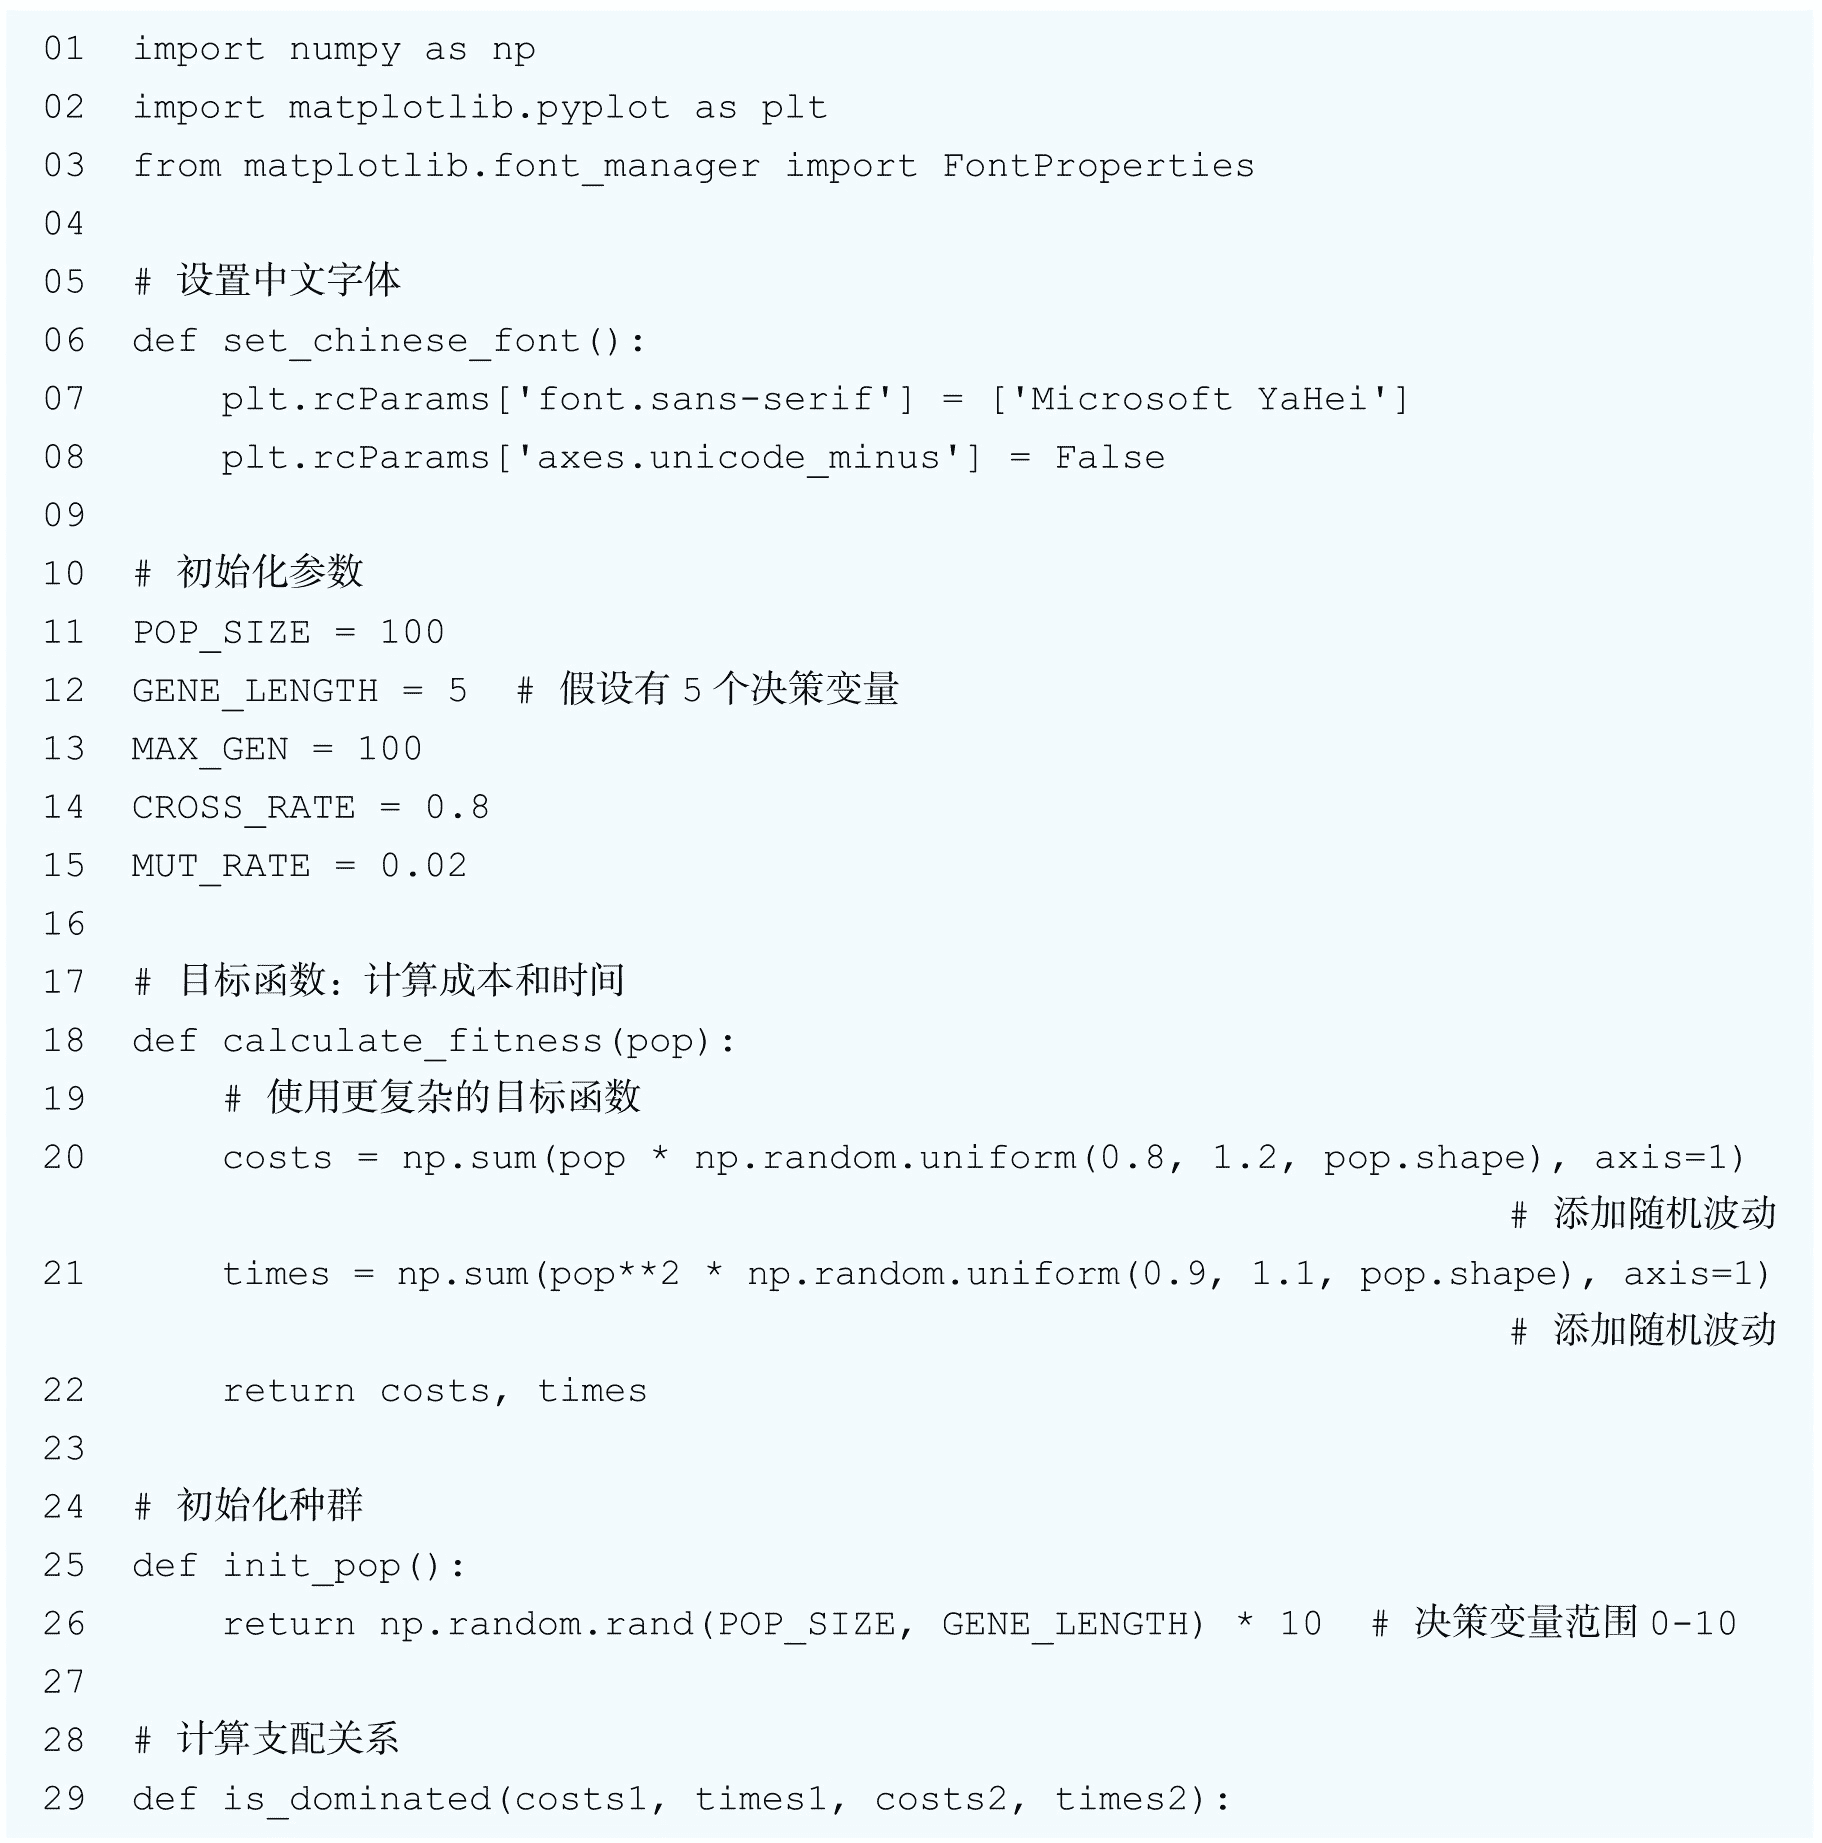 01 import numpy as np
02 import matplotlib.pyplot as plt
03 from matplotlib.font_manager import FontProperties
04
05 # 设置中文字体
06 def set_chinese_font():
07     plt.rcParams['font.sans-serif'] = ['Microsoft YaHei']
08     plt.rcParams['axes.unicode_minus'] = False
09
10 # 初始化参数
11 POP_SIZE = 100
12 GENE_LENGTH = 5  # 假设有 5 个决策变量
13 MAX_GEN = 100
14 CROSS_RATE = 0.8
15 MUT_RATE = 0.02
16
17 # 目标函数：计算成本和时间
18 def calculate_fitness(pop):
19     # 使用更复杂的目标函数
20     costs = np.sum(pop * np.random.uniform(0.8, 1.2, pop.shape), axis=1)
# 添加随机波动
21     times = np.sum(pop**2 * np.random.uniform(0.9, 1.1, pop.shape), axis=1)
# 添加随机波动
22     return costs, times
23
24 # 初始化种群
25 def init_pop():
26     return np.random.rand(POP_SIZE, GENE_LENGTH) * 10  # 决策变量范围 0-10
27
28 # 计算支配关系
29 def is_dominated(costs1, times1, costs2, times2):